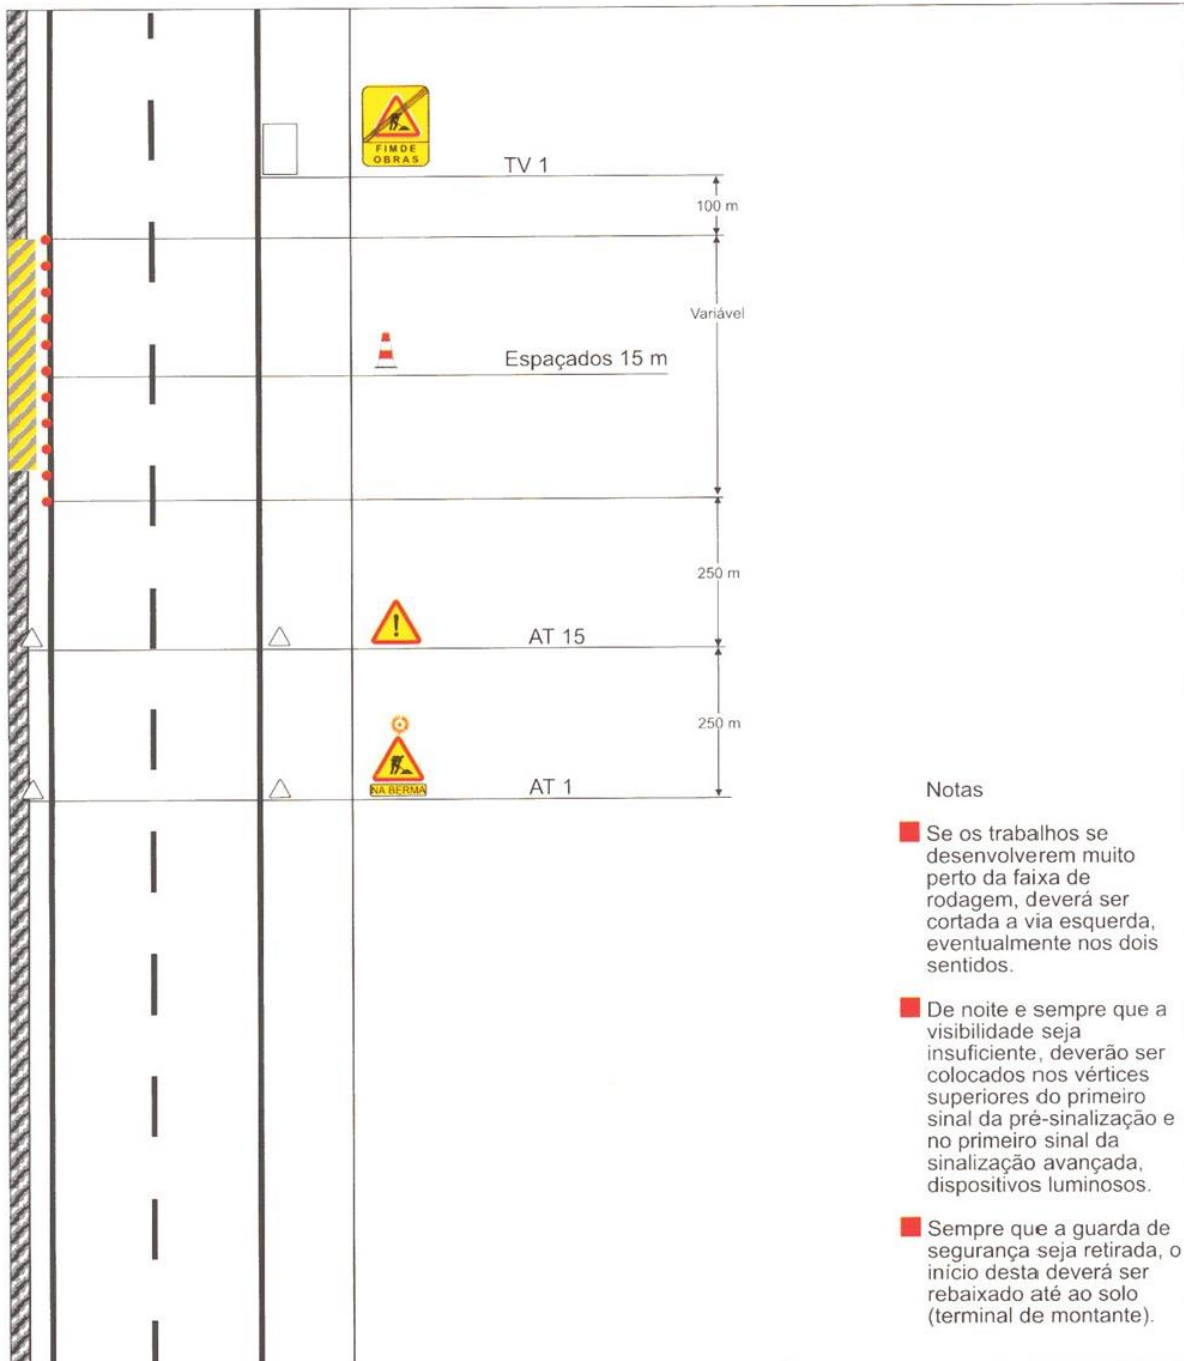 FIM DE
OBRAS
TV 1
100 m
Variável
Espaçados 15 m
250 m
AT 15
250 m
NA BERMA
AT 1
Notas
Se os trabalhos se
desenvolverem muito
perto da faixa de
rodagem, deverá ser
cortada a via esquerda,
eventualmente nos dois
sentidos.
De noite e sempre que a
visibilidade seja
insuficiente, deverão ser
colocados nos vértices
superiores do primeiro
sinal da pré-sinalização e
no primeiro sinal da
sinalização avançada,
dispositivos luminosos.
Sempre que a guarda de
segurança seja retirada, o
início desta deverá ser
rebaixado até ao solo
(terminal de montante).